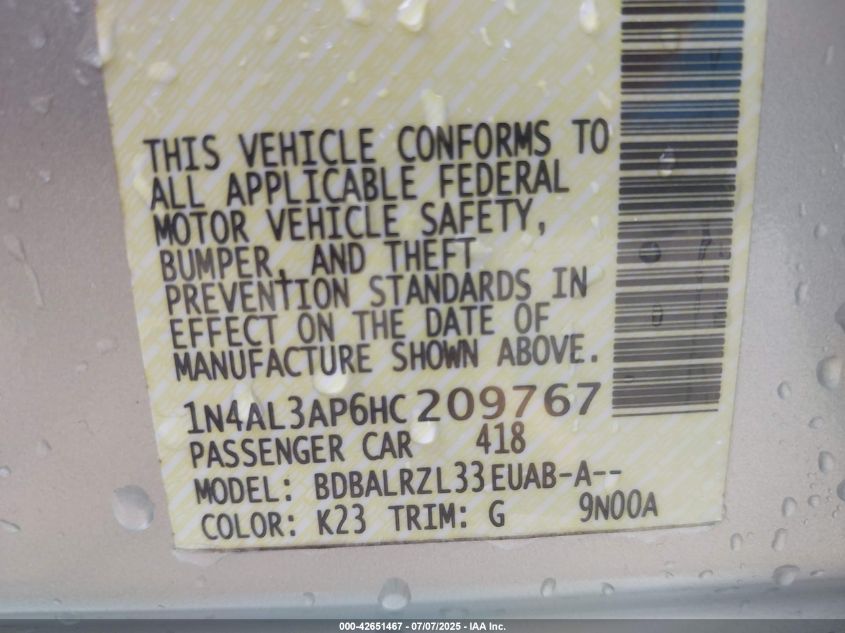 THIS VEHICLE CONFORMS TO
ALL APPLICABLE FEDERAL
MOTOR VEHICLE SAFETY,
BUMPER, AND THEFT
PREVENTION STANDARDS IN
EFFECT ON THE DATE OF
MANUFACTURE SHOWN ABOVE.
1N4AL3AP6HC209767
PASSENGER CAR 418
MODEL: BDBALRZL33EUAB-A--
COLOR: K23 TRIM: G 9N00A
000-42651467 - 07/07/2025 - IAA Inc.